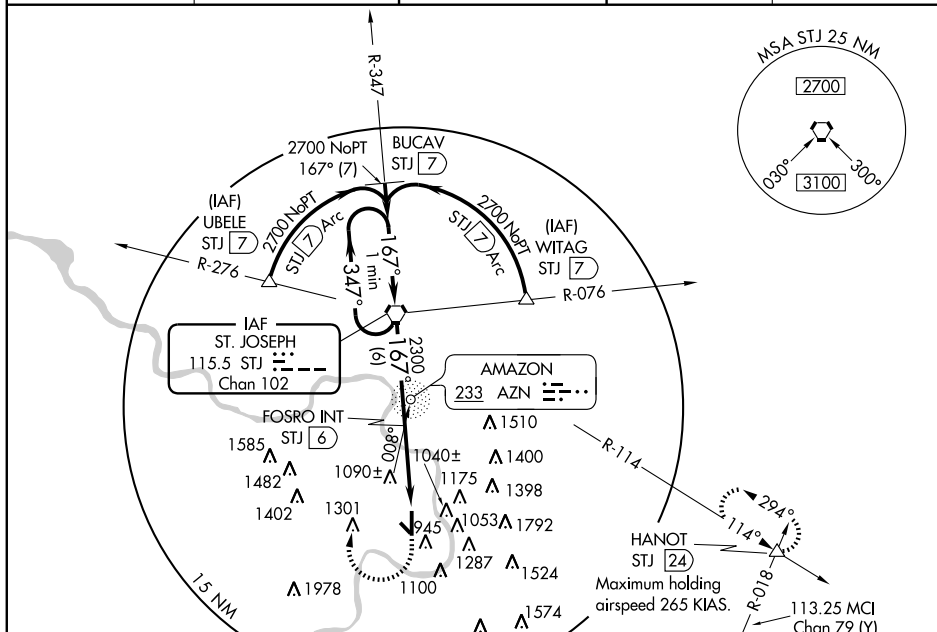 MSA STJ 25 NM
2700
030°
300°
3100
R-347
2700 NoPT
167° (7)
BUCAV
STJ 7
(IAF)
UBELE
STJ 7
2700 NoPT
STJ 7 Arc
2700 NoPT
STJ 7 Arc
(IAF)
WITAG
STJ 7
R-276
R-076
347°
1 min
167°
IAF
ST. JOSEPH
115.5 STJ
Chan 102
2300
167°
(6)
AMAZON
233 AZN
FOSRO INT
STJ 6
008°
1510
1585
1482
1402
1090±
1040±
1400
1175
1398
1301
945
1053
1792
1287
1524
1978
1100
1574
15 NM
R-114
294°
114°
HANOT
STJ 24
Maximum holding
airspeed 265 KIAS.
R-018
113.25 MCI
Chan 79 (Y)